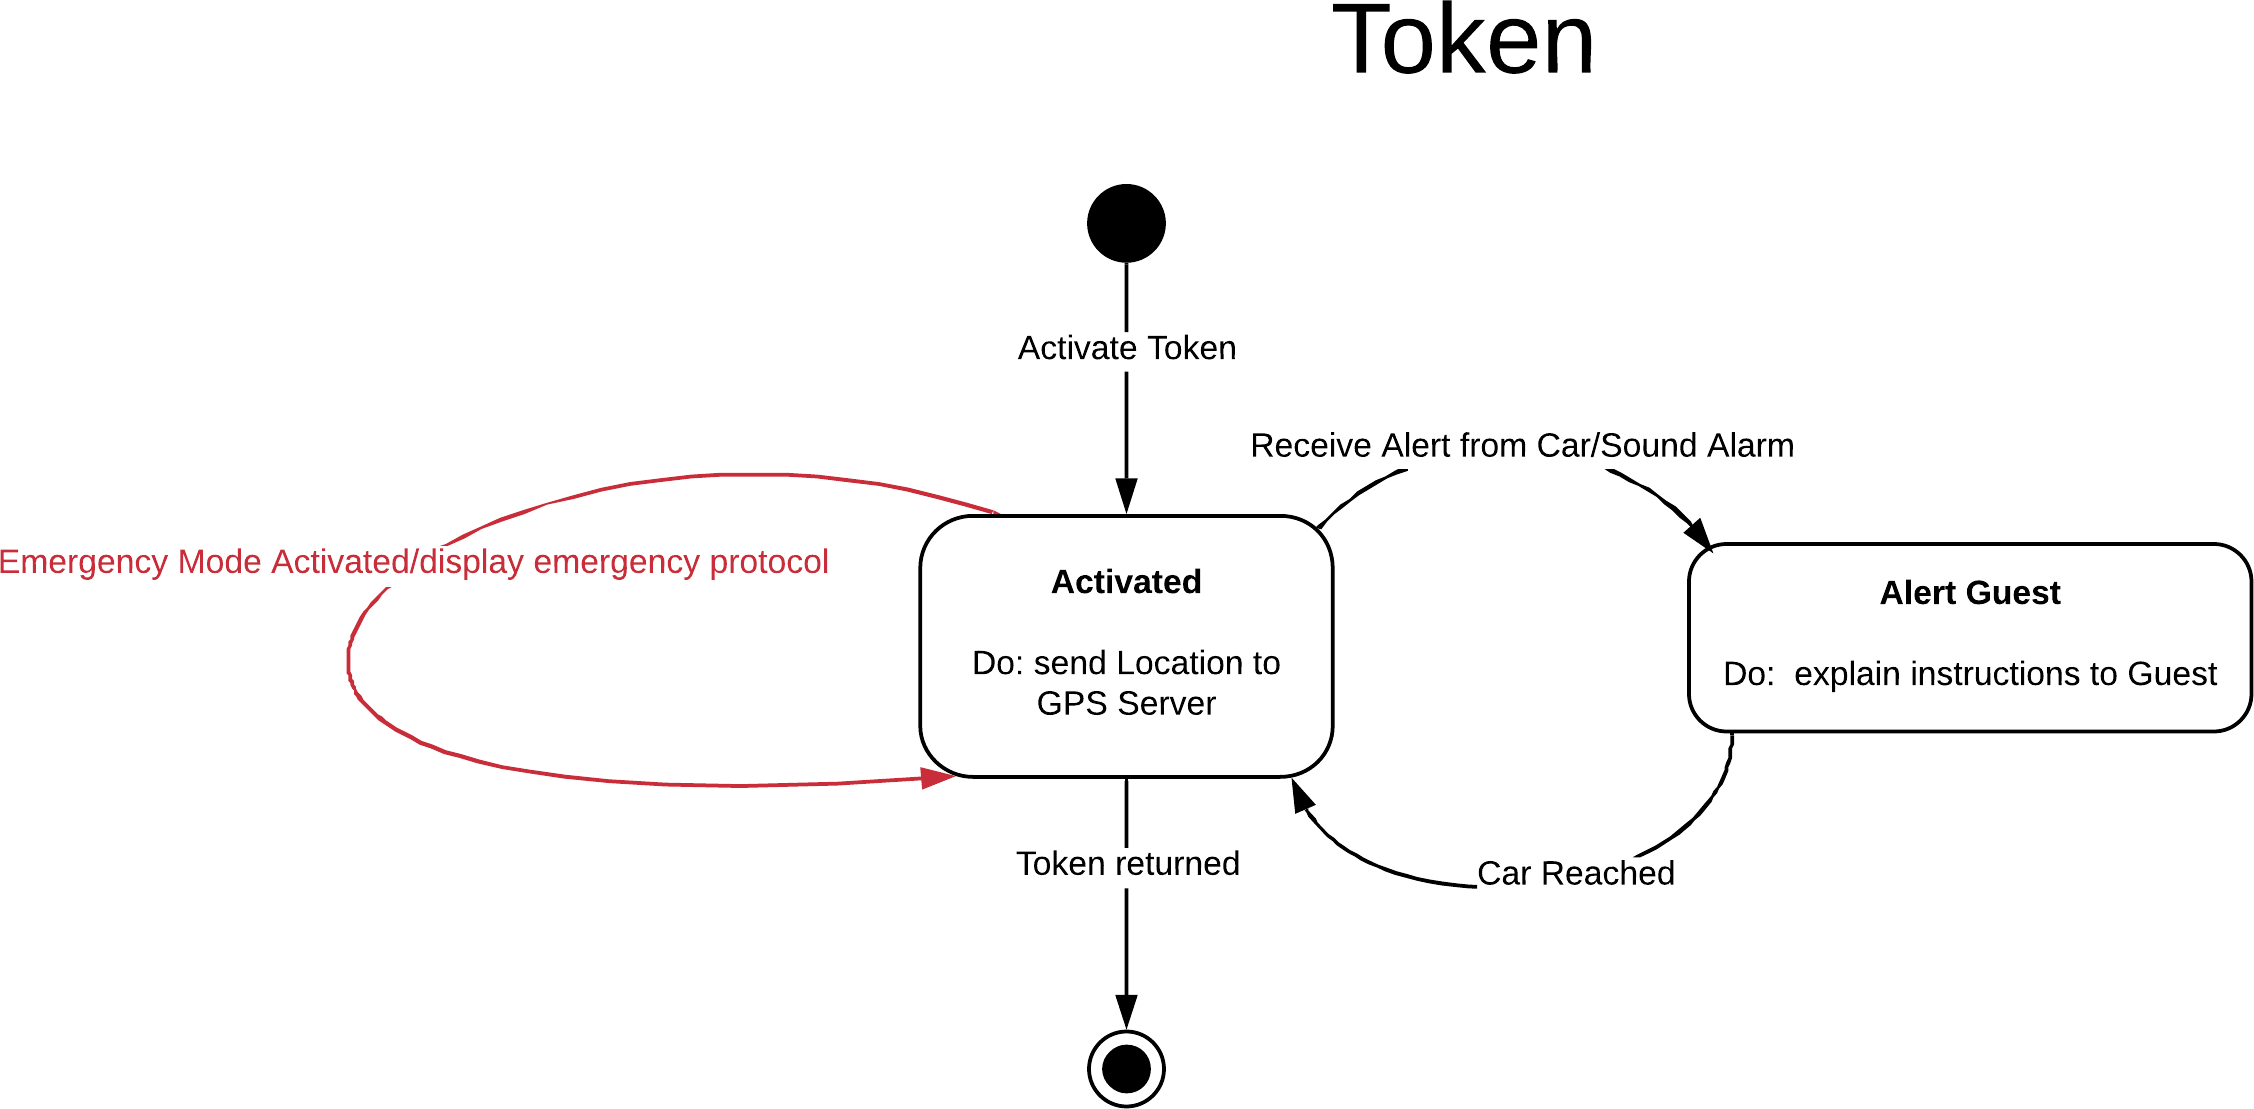 Token
Activate Token
Receive Alert from Car/Sound Alarm
Emergency Mode Activated/display emergency protocol
Activated
Do: send Location to
GPS Server
Alert Guest
Do:  explain instructions to Guest
Token returned
Car Reached